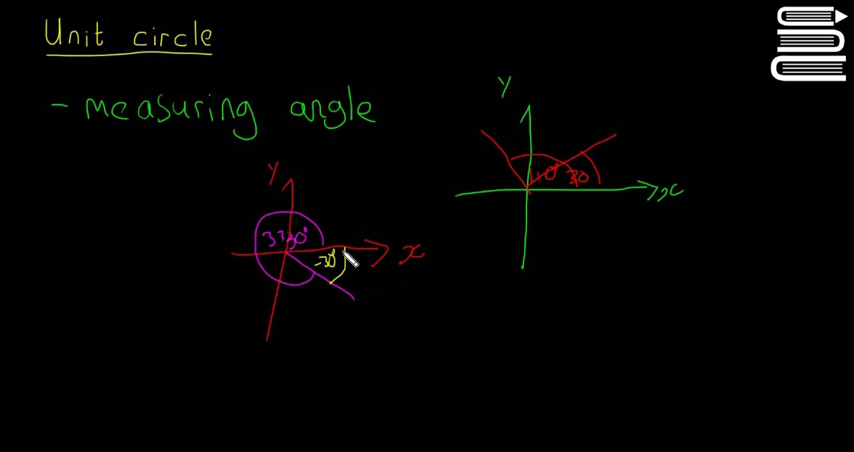 Unit circle
- measuring angle
Y
30
x
Y
330°
-30°
x